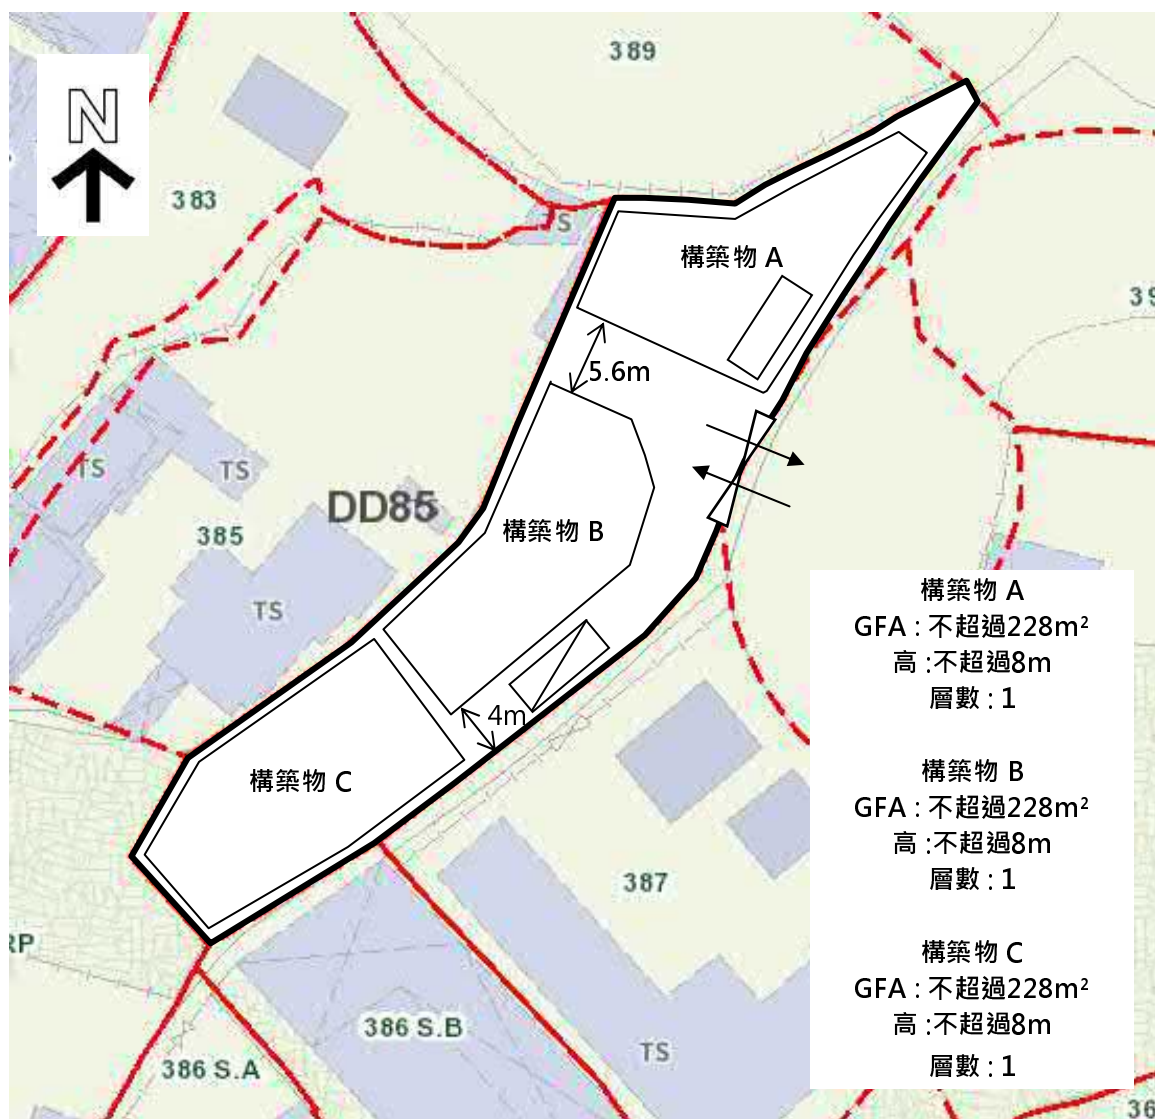 389
N
383
TS
構築物 A
39
5.6m
TS
TS
DD85
385
構築物 B
TS
構築物 A
GFA : 不超過228m²
高 :不超過8m
層數 : 1
4m
構築物 C
構築物 B
GFA : 不超過228m²
高 :不超過8m
層數 : 1
387
RP
構築物 C
GFA : 不超過228m²
高 :不超過8m
層數 : 1
386 S.B
TS
386 S.A
36